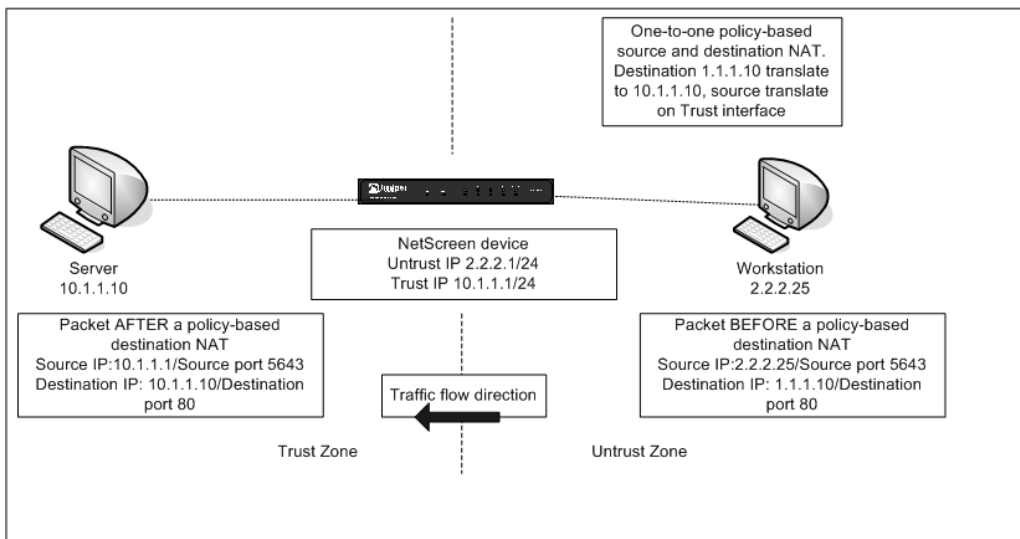 One-to-one policy-based
source and destination NAT.
Destination 1.1.1.10 translate
to 10.1.1.10, source translate
on Trust interface
Juniper
NetScreen device
Untrust IP 2.2.2.1/24
Trust IP 10.1.1.1/24
Server
10.1.1.10
Workstation
2.2.2.25
Packet AFTER a policy-based
destination NAT
Source IP:10.1.1.1/Source port 5643
Destination IP: 10.1.1.10/Destination
port 80
Packet BEFORE a policy-based
destination NAT
Source IP:2.2.2.25/Source port 5643
Destination IP: 1.1.1.10/Destination
port 80
Traffic flow direction
Trust Zone
Untrust Zone